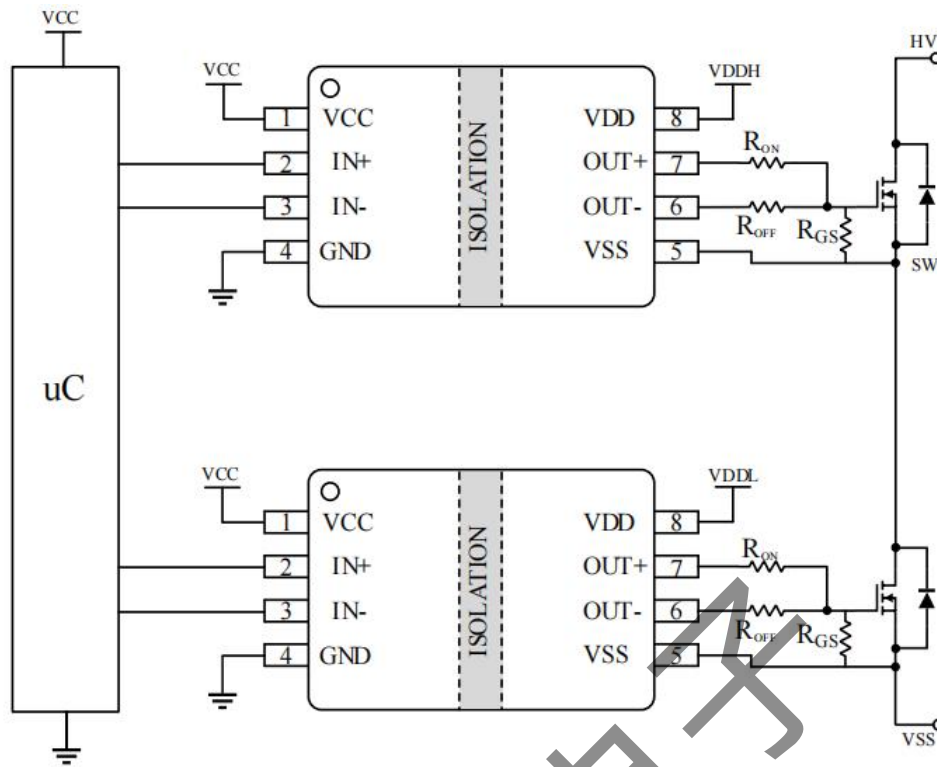 VCC
uC
VCC
1 VCC
2 IN+
3 IN-
4 GND
ISOLATION
VDD 8
OUT+ 7
OUT- 6
VSS 5
VDDH
RON
ROFF
RGS
HV
SW
VCC
1 VCC
2 IN+
3 IN-
4 GND
ISOLATION
VDD 8
OUT+ 7
OUT- 6
VSS 5
VDDL
RON
ROFF
RGS
VSS
子